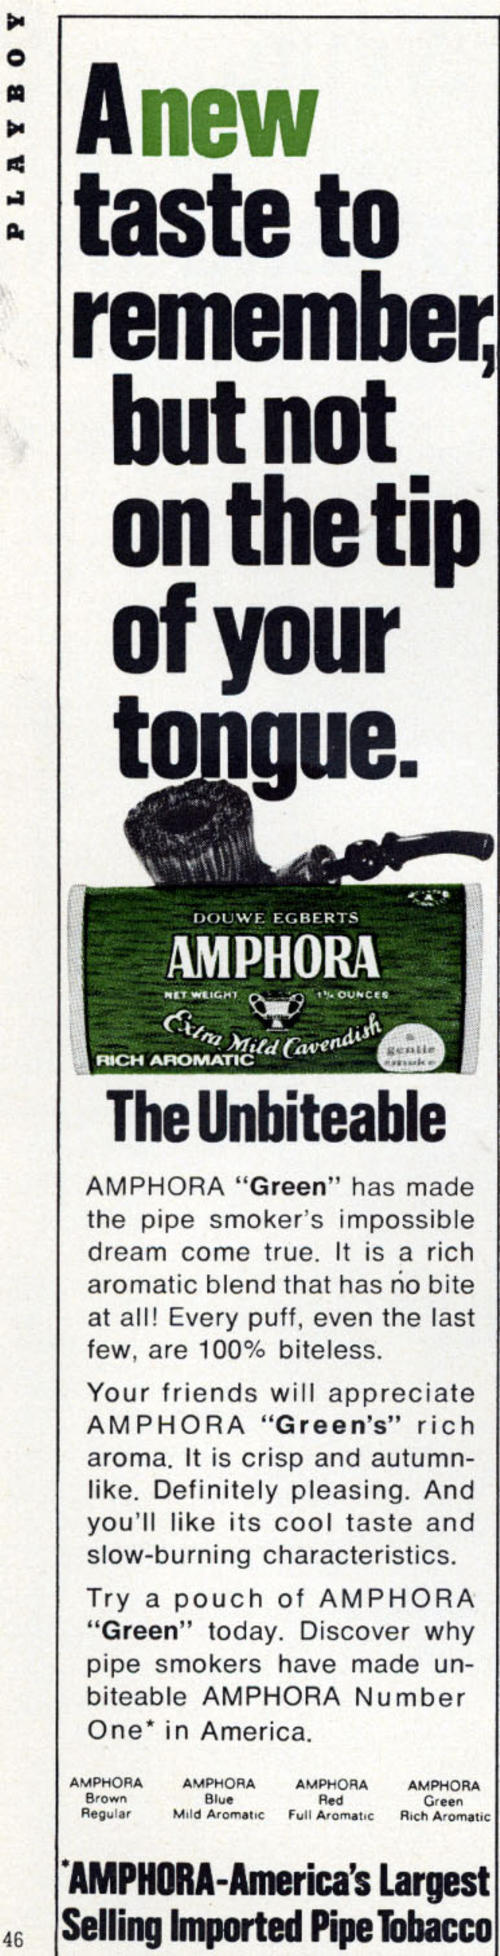 PLAYBOY
A new
taste to
remember,
but not
on the tip
of your
tongue.
DOUWE EGBERTS
AMPHORA
NET WEIGHT 1¾ OUNCES
Extra Mild Cavendish
RICH AROMATIC
a
gentle
smoke
The Unbiteable
AMPHORA “Green” has made
the pipe smoker's impossible
dream come true. It is a rich
aromatic blend that has no bite
at all! Every puff, even the last
few, are 100% biteless.
Your friends will appreciate
AMPHORA “Green's” rich
aroma. It is crisp and autumn-
like. Definitely pleasing. And
you'll like its cool taste and
slow-burning characteristics.
Try a pouch of AMPHORA
“Green” today. Discover why
pipe smokers have made un-
biteable AMPHORA Number
One* in America.
AMPHORA AMPHORA AMPHORA AMPHORA
Brown Blue Red Green
Regular Mild Aromatic Full Aromatic Rich Aromatic
*AMPHORA-America's Largest
Selling Imported Pipe Tobacco
46